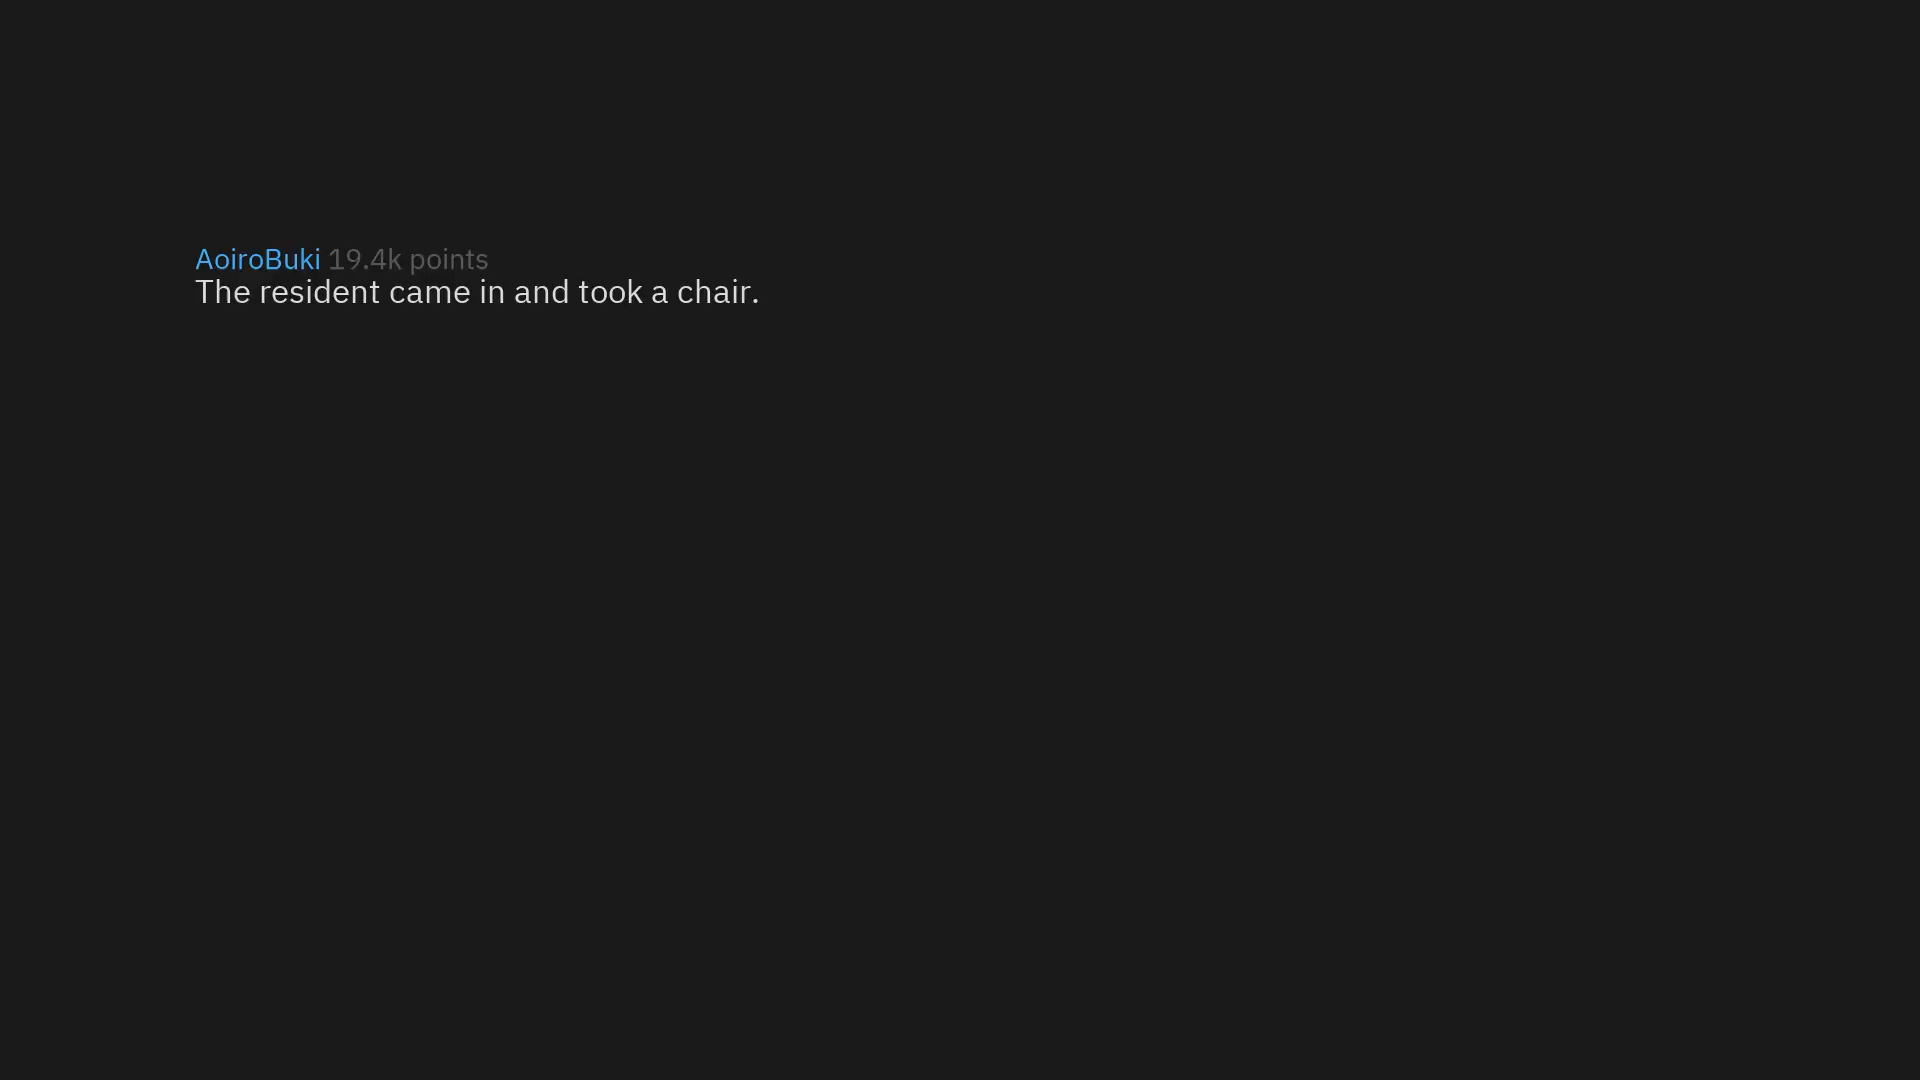 AoiroBuki 19.4k points
The resident came in and took a chair.